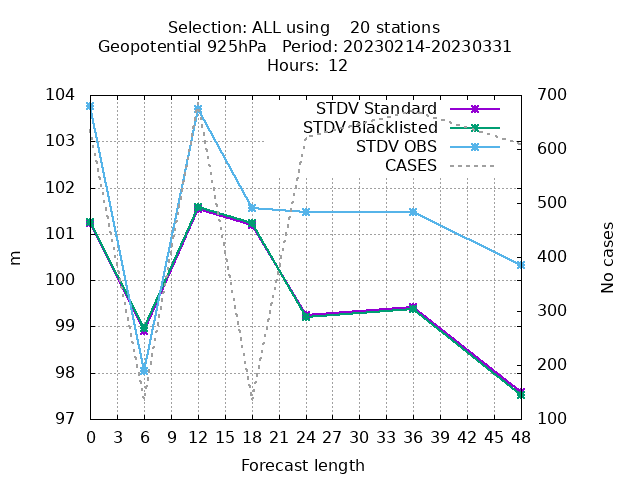 Selection: ALL using    20 stations
Geopotential 925hPa   Period: 20230214-20230331
Hours:  12
104 700
STDV Standard
103 STDV Blacklisted 600
STDV OBS
CASES
102 500
101 400
m No cases
100 300
99 200
98
97 100
0 3 6 9 12 15 18 21 24 27 30 33 36 39 42 45 48
Forecast length